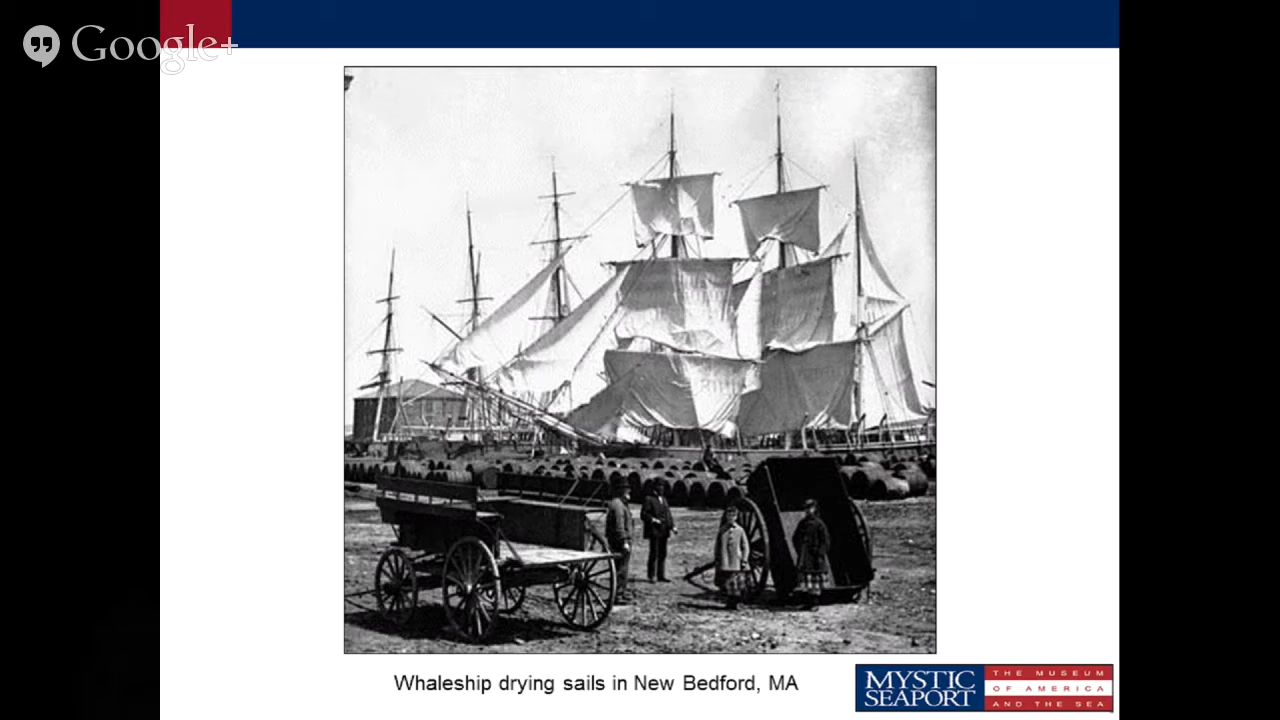 Google+
Whaleship drying sails in New Bedford, MA
MYSTIC
SEAPORT
THE MUSEUM
OF AMERICA
AND THE SEA